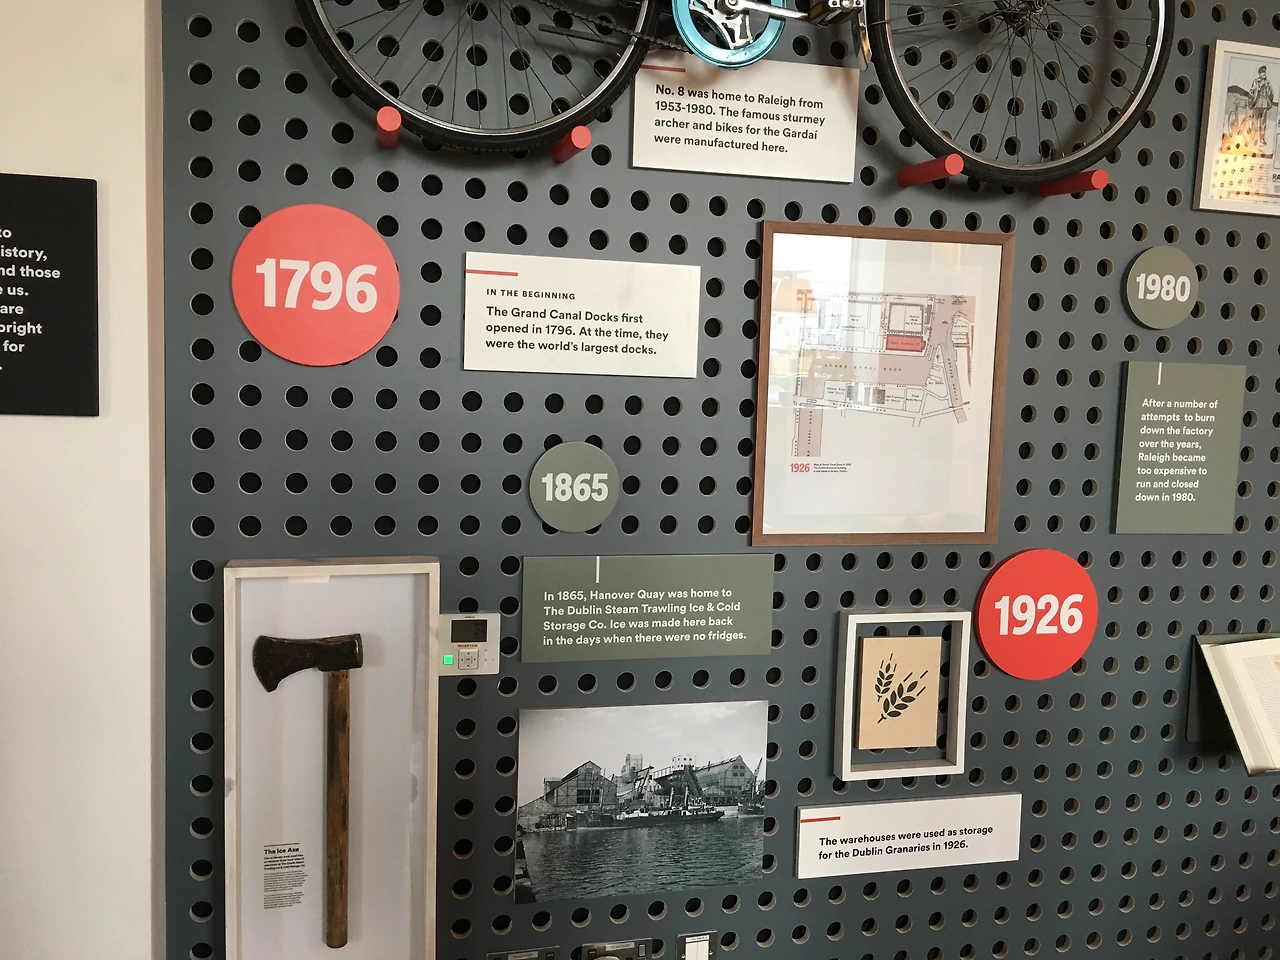 No. 8 was home to Raleigh from
1953-1980. The famous sturmey
archer and bikes for the Gardaí
were manufactured here.
to
istory,
nd those
e us.
are
bright
for
1796
IN THE BEGINNING
The Grand Canal Docks first
opened in 1796. At the time, they
were the world's largest docks.
1926
1980
After a number of
attempts to burn
down the factory
over the years,
Raleigh became
too expensive to
run and closed
down in 1980.
1865
In 1865, Hanover Quay was home to
The Dublin Steam Trawling Ice & Cold
Storage Co. Ice was made here back
in the days when there were no fridges.
1926
The warehouses were used as storage
for the Dublin Granaries in 1926.
The Ice Axe
RECEPTION